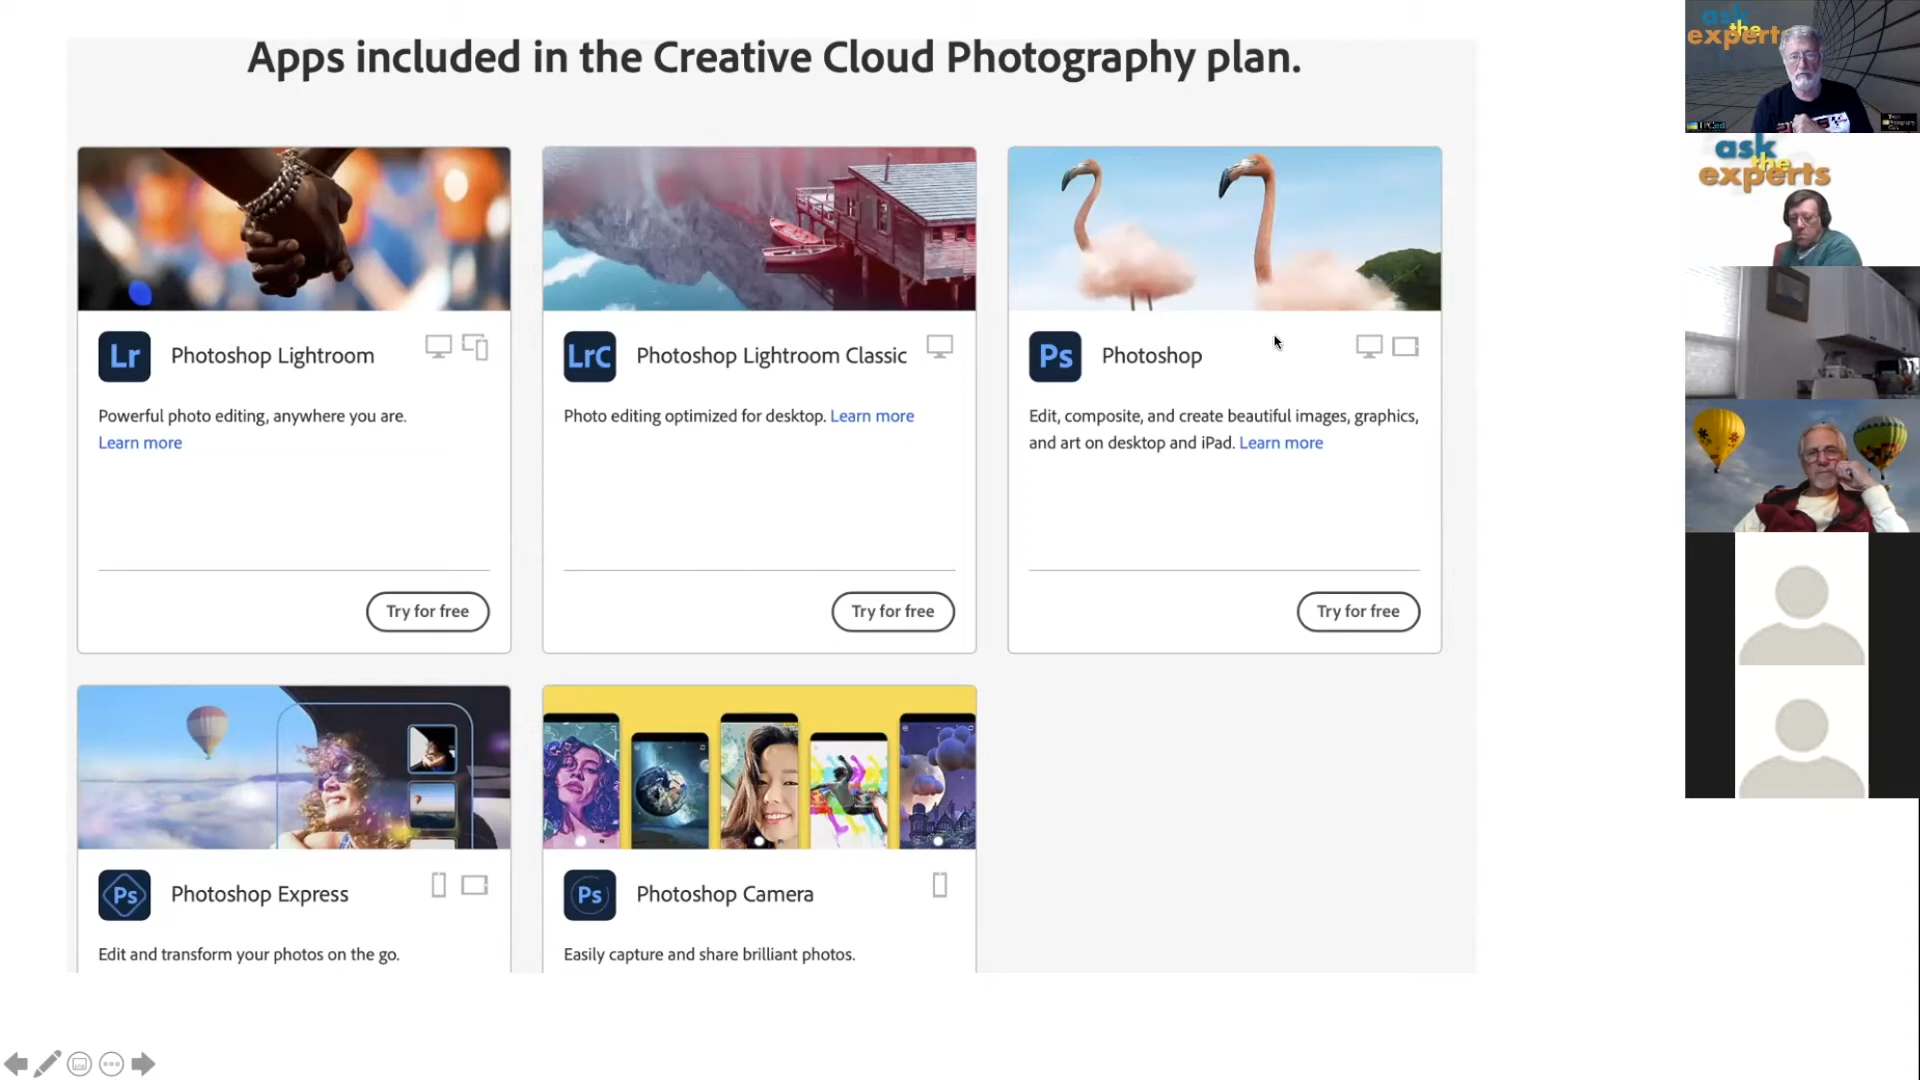 Apps included in the Creative Cloud Photography plan.
Lr
Photoshop Lightroom
Powerful photo editing, anywhere you are.
Learn more
Try for free
LrC
Photoshop Lightroom Classic
Photo editing optimized for desktop. Learn more
Try for free
Ps
Photoshop
Edit, composite, and create beautiful images, graphics,
and art on desktop and iPad. Learn more
Try for free
Ps
Photoshop Express
Edit and transform your photos on the go.
Ps
Photoshop Camera
Easily capture and share brilliant photos.
ask
the
experts
ask
the
experts